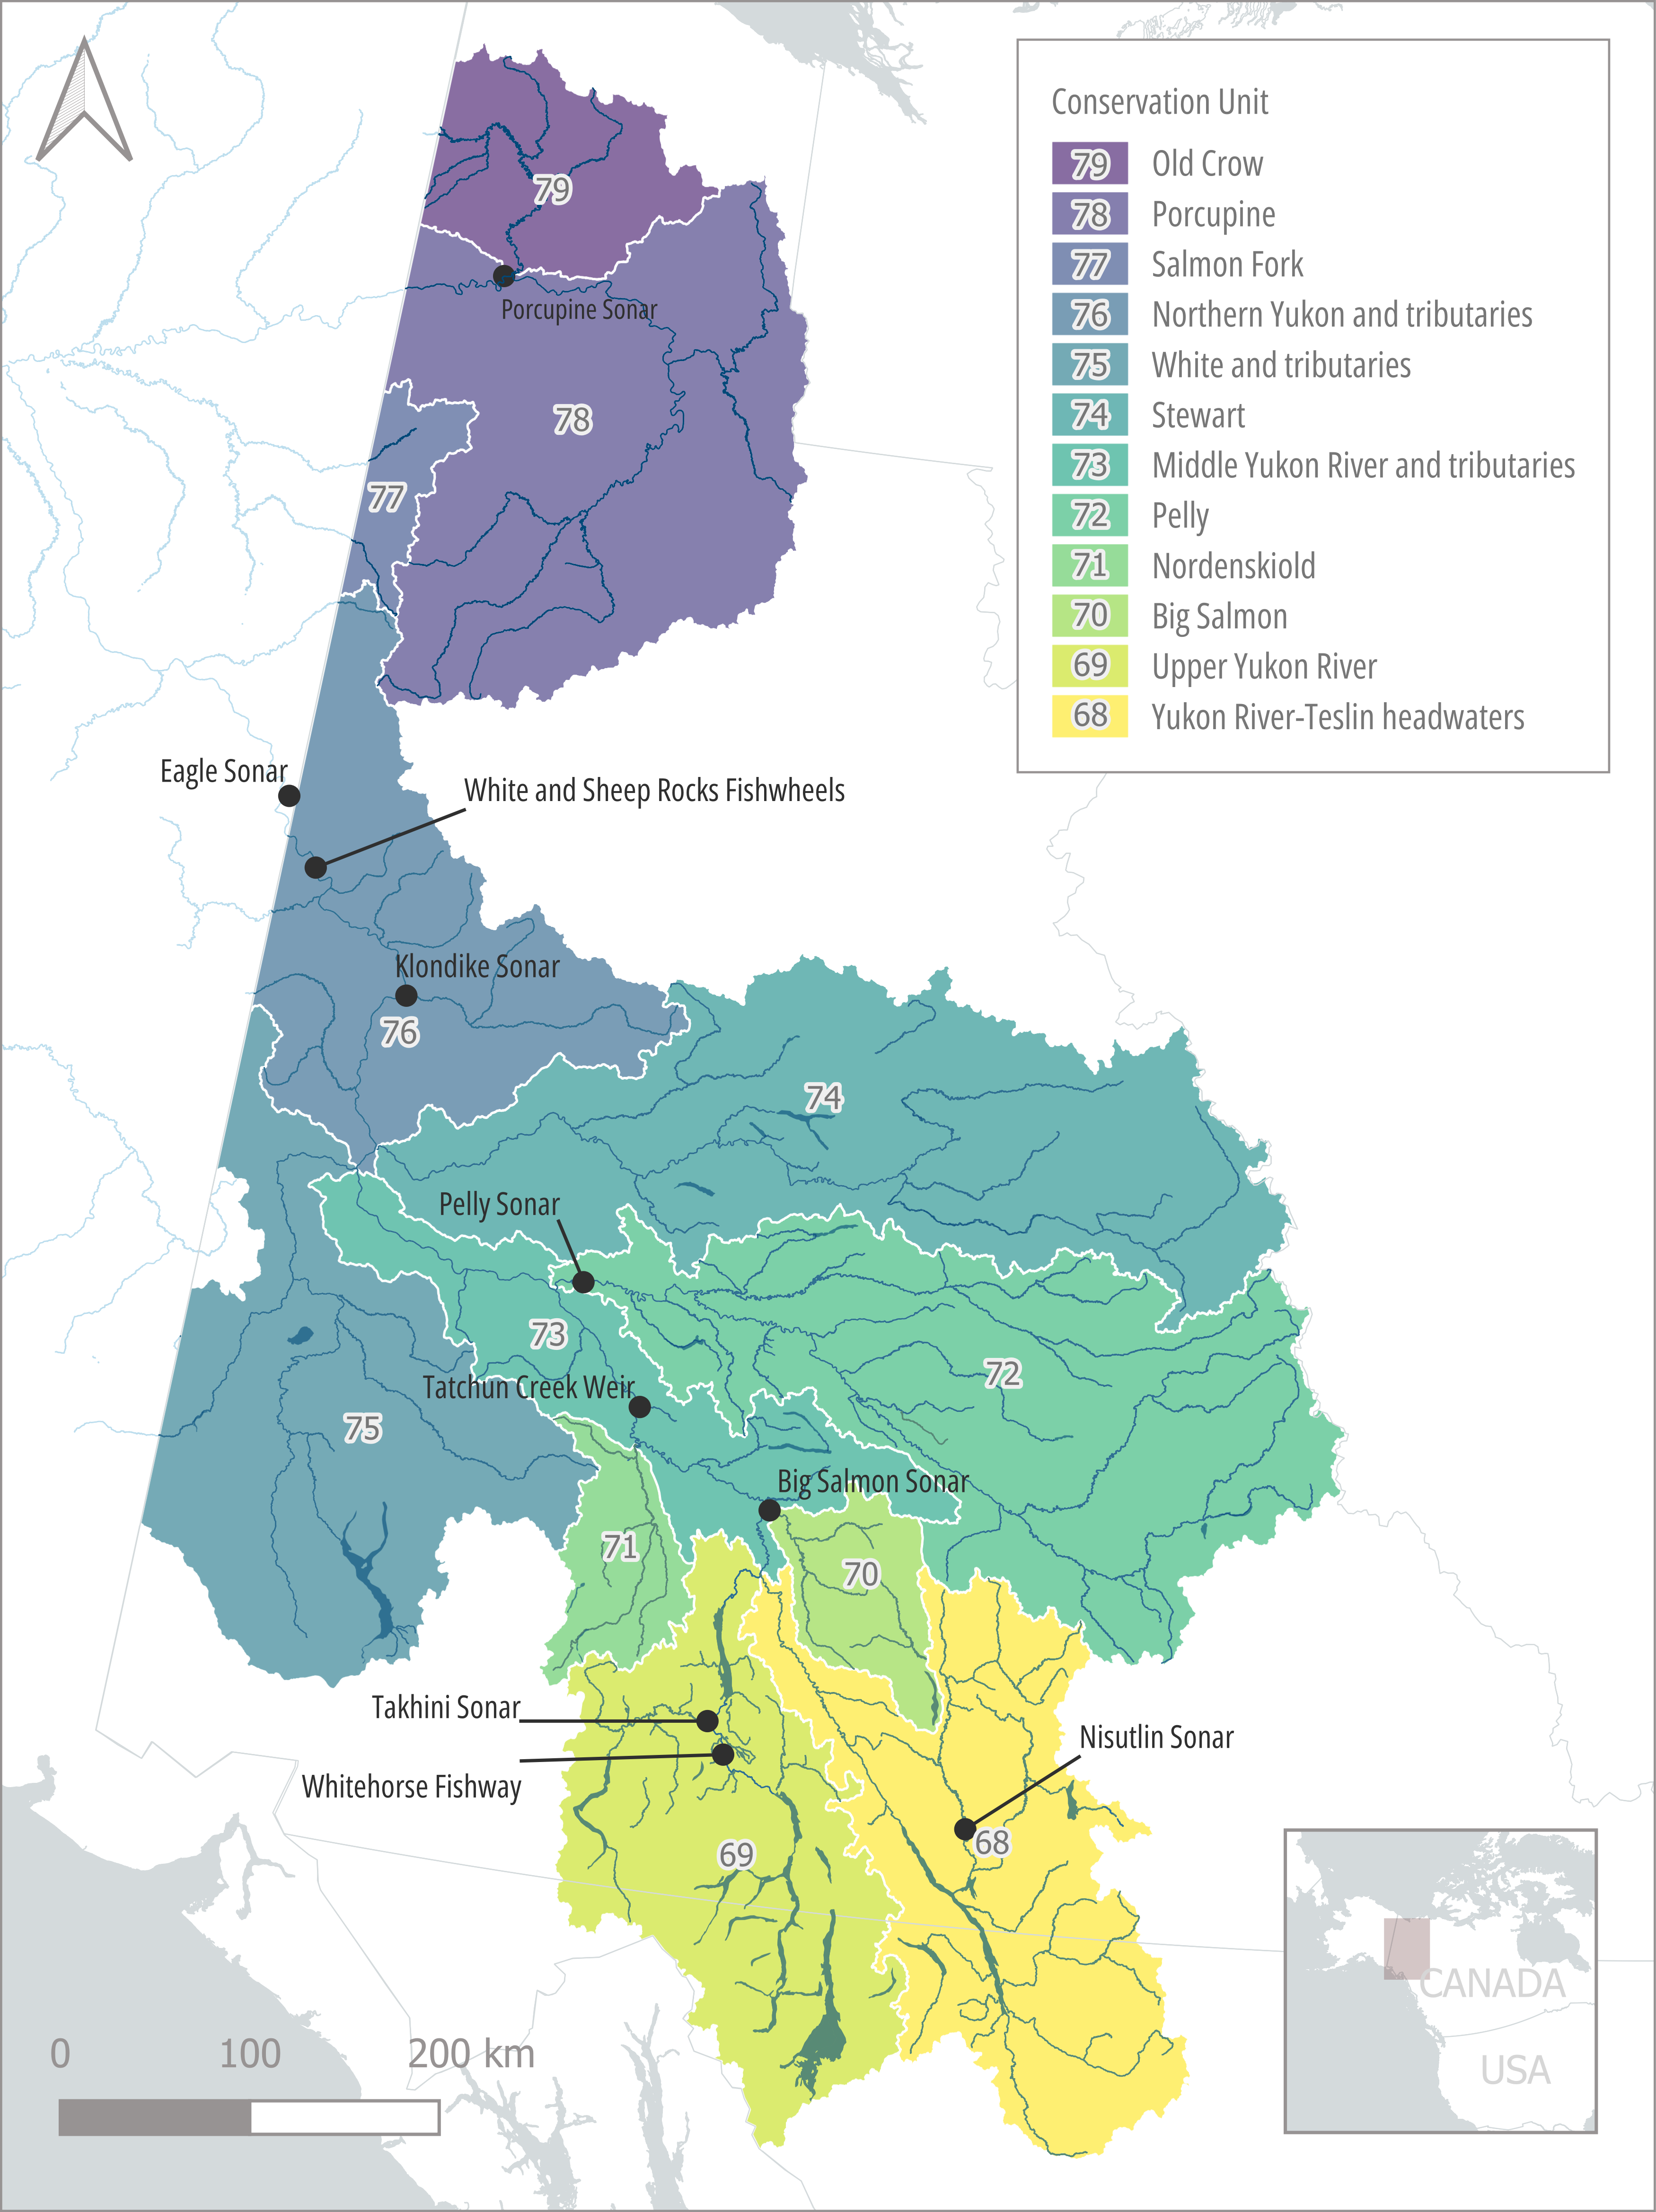 Conservation Unit
79 Old Crow
78 Porcupine
77 Salmon Fork
76 Northern Yukon and tributaries
75 White and tributaries
74 Stewart
73 Middle Yukon River and tributaries
72 Pelly
71 Nordenskiold
70 Big Salmon
69 Upper Yukon River
68 Yukon River-Teslin headwaters
79
Porcupine Sonar
78
77
Eagle Sonar
White and Sheep Rocks Fishwheels
Klondike Sonar
76
74
Pelly Sonar
73
72
Tatchun Creek Weir
75
Big Salmon Sonar
71
70
Takhini Sonar
Nisutlin Sonar
Whitehorse Fishway
68
69
CANADA
USA
0 100 200 km